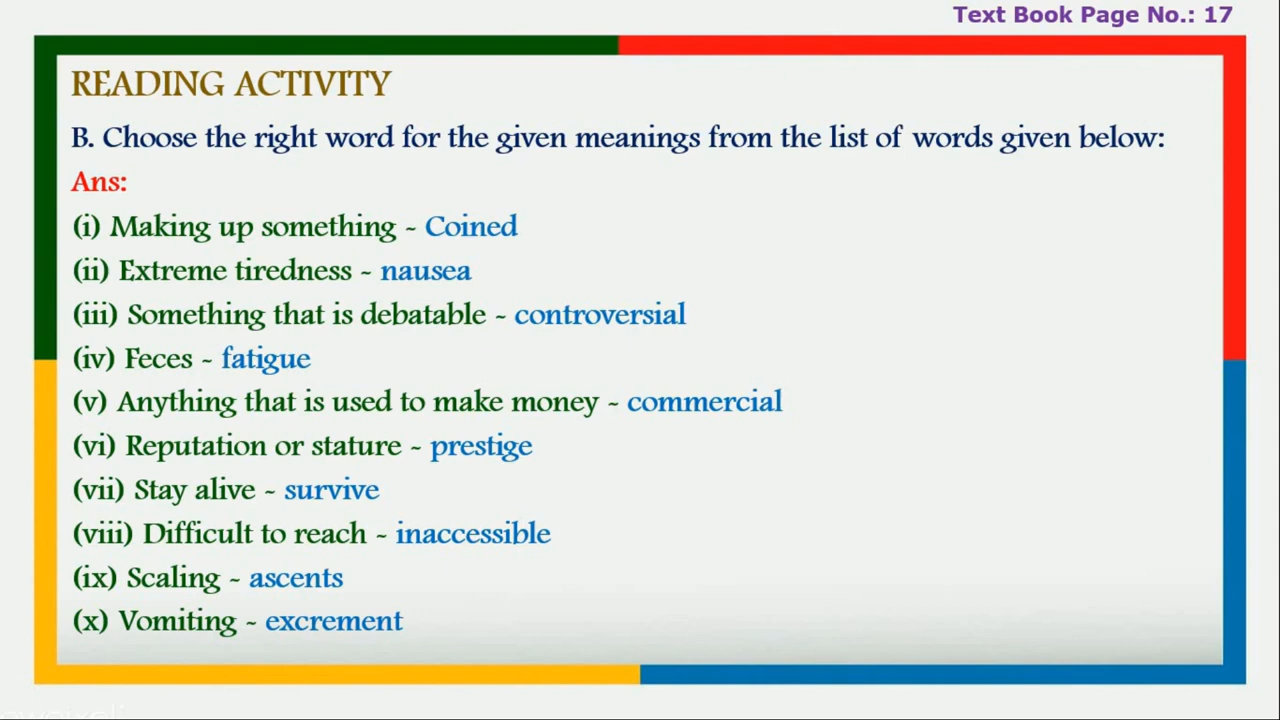 Text Book Page No.: 17
READING ACTIVITY
B. Choose the right word for the given meanings from the list of words given below:
Ans:
(i) Making up something - Coined
(ii) Extreme tiredness - nausea
(iii) Something that is debatable - controversial
(iv) Feces - fatigue
(v) Anything that is used to make money - commercial
(vi) Reputation or stature - prestige
(vii) Stay alive - survive
(viii) Difficult to reach - inaccessible
(ix) Scaling - ascents
(x) Vomiting - excrement